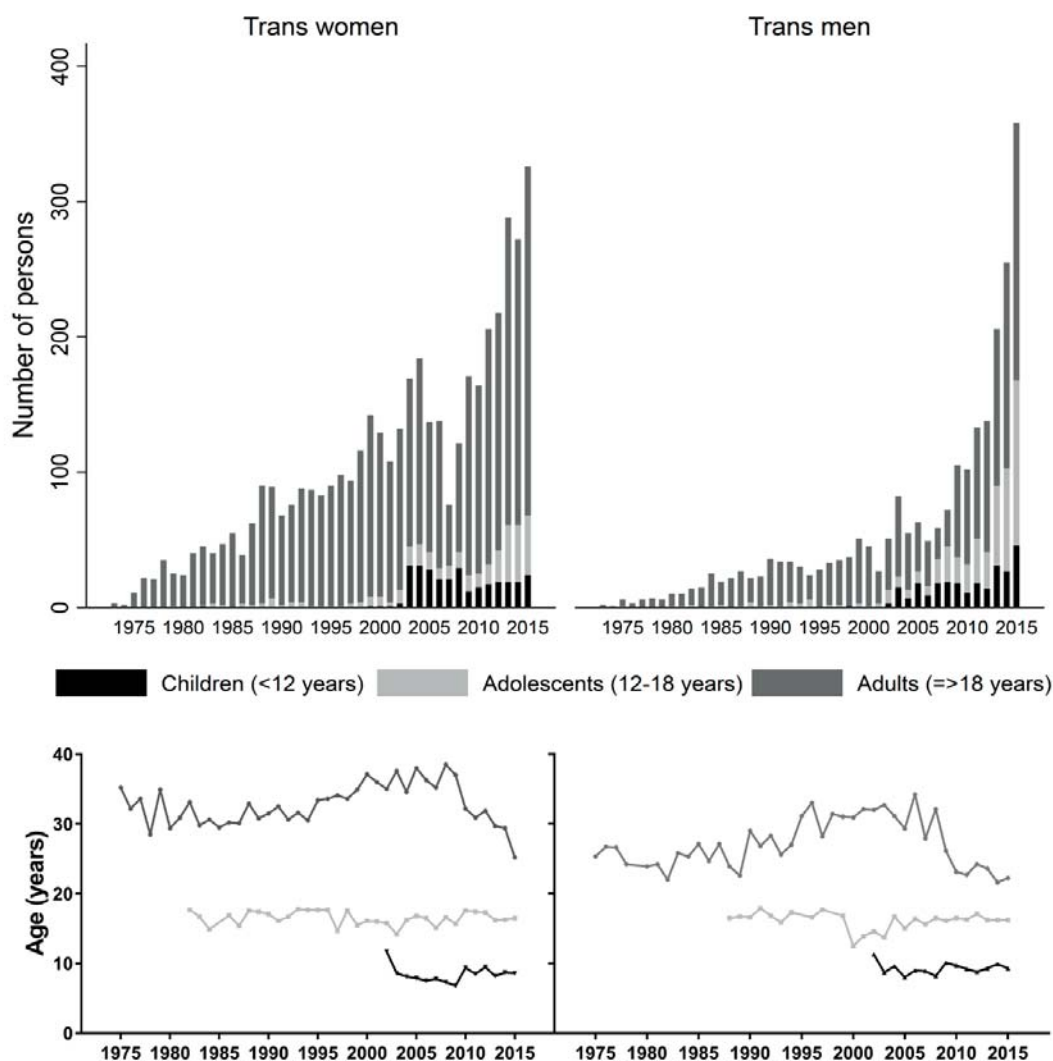 Trans women
Trans men
Number of persons
400
300
200
100
0
1975 1980 1985 1990 1995 2000 2005 2010 2015
1975 1980 1985 1990 1995 2000 2005 2010 2015
Children (<12 years)
Adolescents (12-18 years)
Adults (=>18 years)
Age (years)
40
30
20
10
0
1975 1980 1985 1990 1995 2000 2005 2010 2015
1975 1980 1985 1990 1995 2000 2005 2010 2015